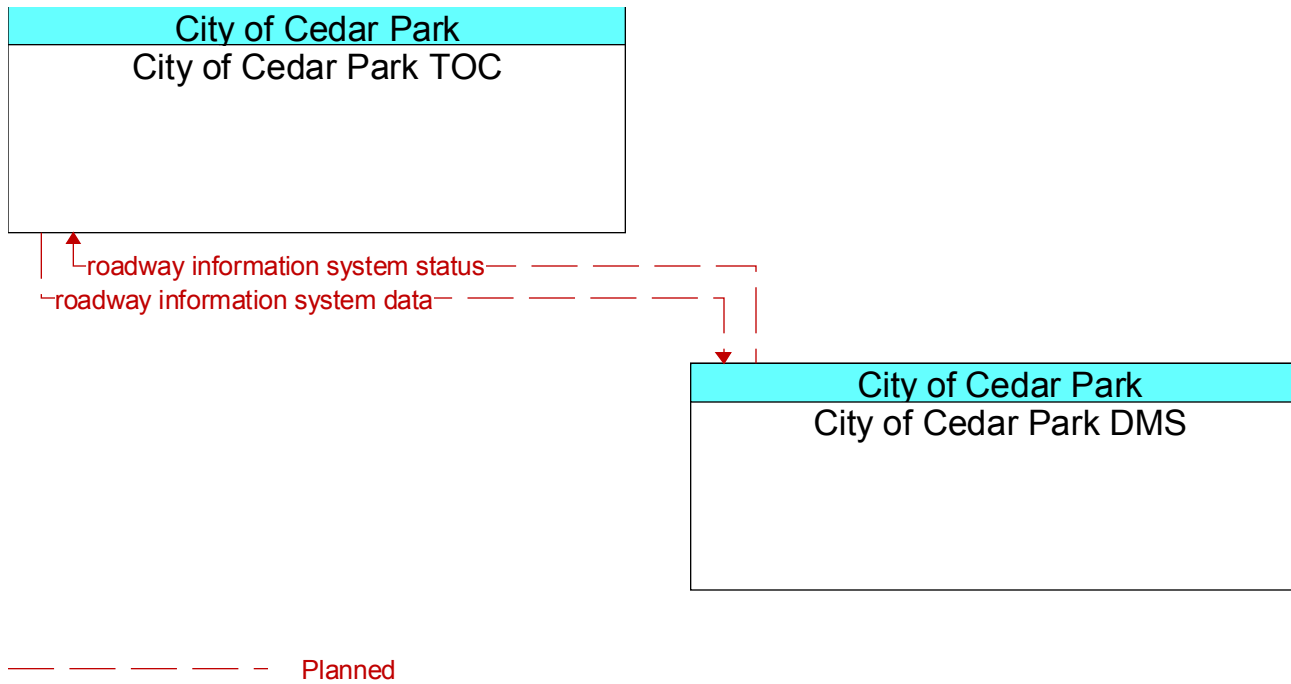 City of Cedar Park
City of Cedar Park TOC
roadway information system status
roadway information system data
City of Cedar Park
City of Cedar Park DMS
Planned